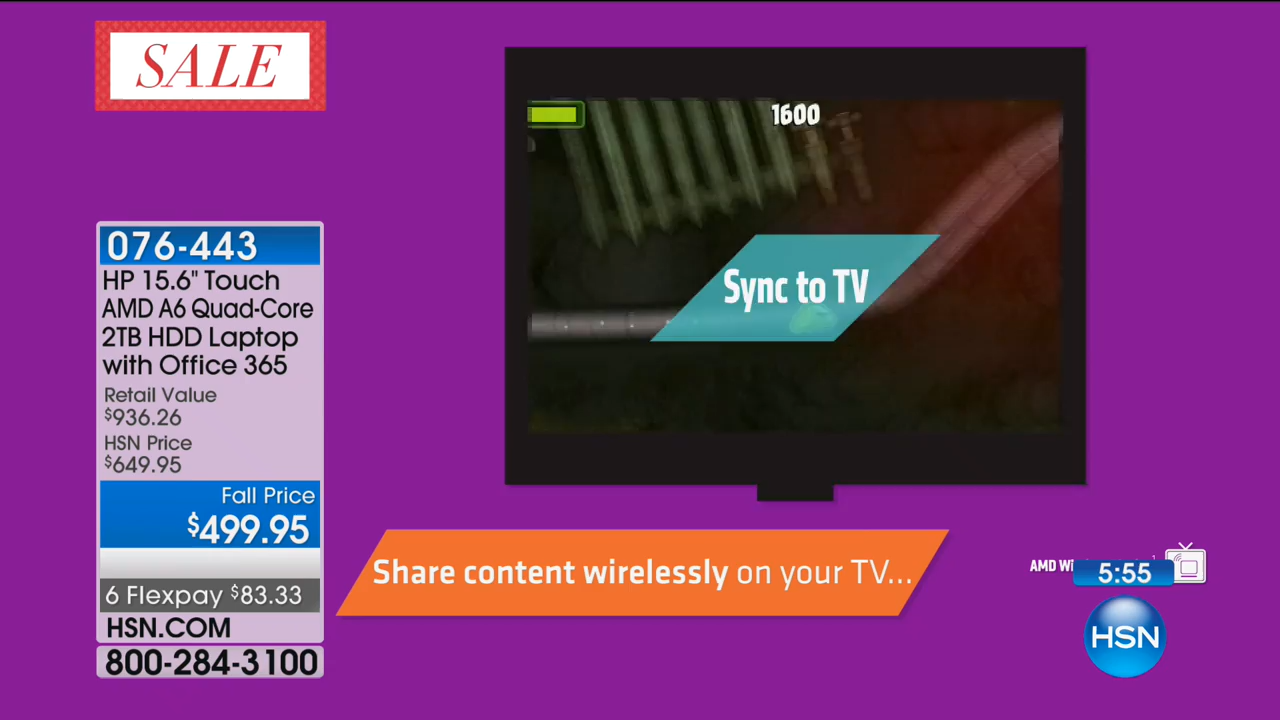 SALE
1600
Sync to TV
076-443
HP 15.6" Touch
AMD A6 Quad-Core
2TB HDD Laptop
with Office 365
Retail Value
$936.26
HSN Price
$649.95
Fall Price
$499.95
6 Flexpay $83.33
HSN.COM
800-284-3100
Share content wirelessly on your TV...
AMD
5:55
HSN